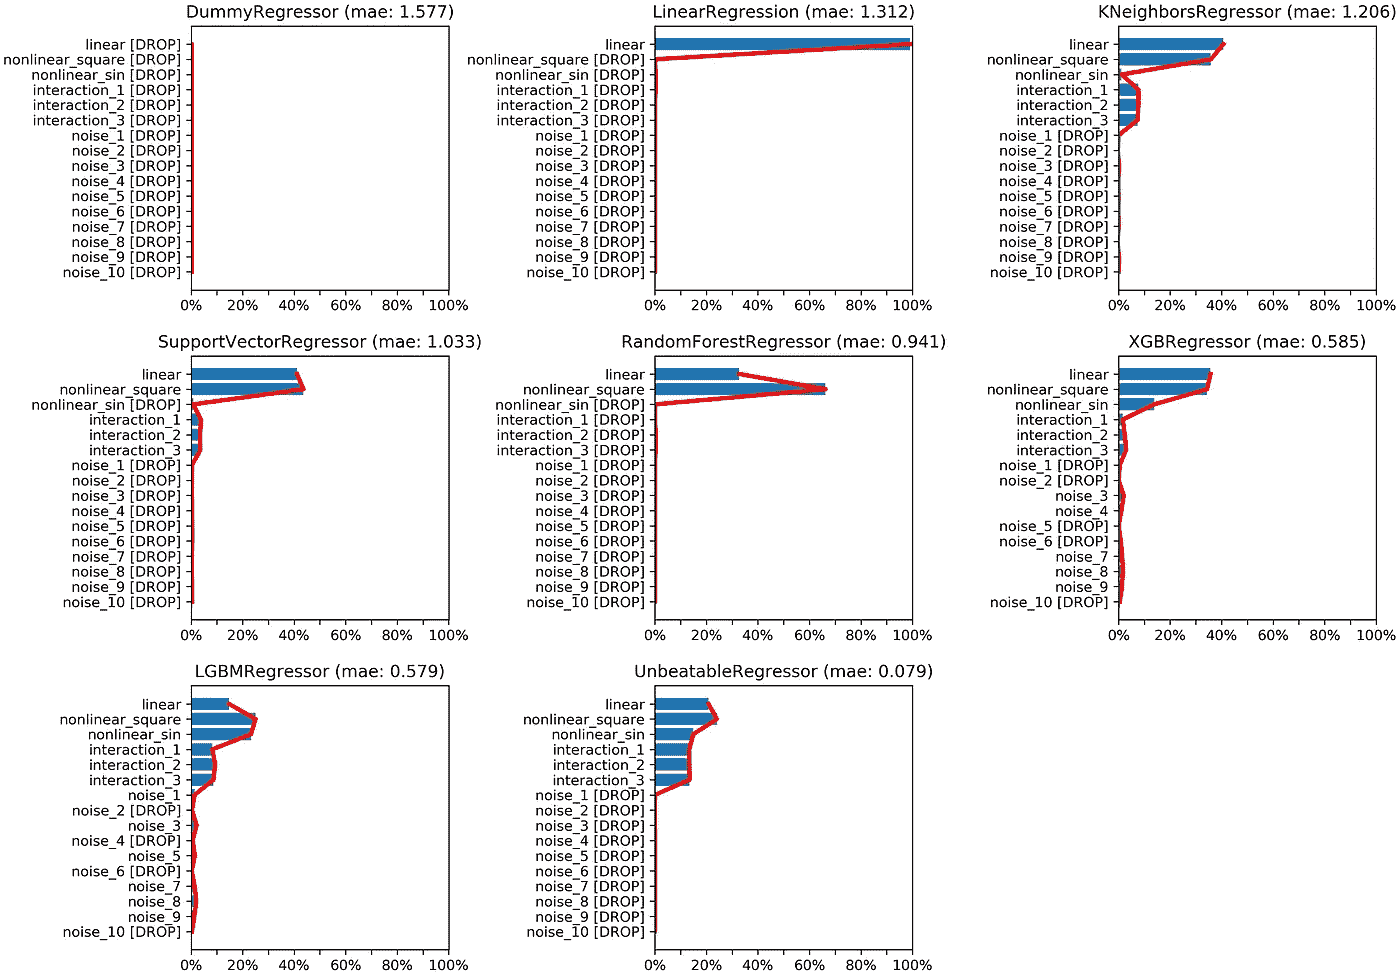 DummyRegressor (mae: 1.577)
linear [DROP]
nonlinear_square [DROP]
nonlinear_sin [DROP]
interaction_1 [DROP]
interaction_2 [DROP]
interaction_3 [DROP]
noise_1 [DROP]
noise_2 [DROP]
noise_3 [DROP]
noise_4 [DROP]
noise_5 [DROP]
noise_6 [DROP]
noise_7 [DROP]
noise_8 [DROP]
noise_9 [DROP]
noise_10 [DROP]
0% 20% 40% 60% 80% 100%
LinearRegression (mae: 1.312)
linear
nonlinear_square [DROP]
nonlinear_sin [DROP]
interaction_1 [DROP]
interaction_2 [DROP]
interaction_3 [DROP]
noise_1 [DROP]
noise_2 [DROP]
noise_3 [DROP]
noise_4 [DROP]
noise_5 [DROP]
noise_6 [DROP]
noise_7 [DROP]
noise_8 [DROP]
noise_9 [DROP]
noise_10 [DROP]
0% 20% 40% 60% 80% 100%
KNeighborsRegressor (mae: 1.206)
linear
nonlinear_square
nonlinear_sin
interaction_1
interaction_2
interaction_3
noise_1 [DROP]
noise_2 [DROP]
noise_3 [DROP]
noise_4 [DROP]
noise_5 [DROP]
noise_6 [DROP]
noise_7 [DROP]
noise_8 [DROP]
noise_9 [DROP]
noise_10 [DROP]
0% 20% 40% 60% 80% 100%
SupportVectorRegressor (mae: 1.033)
linear
nonlinear_square
nonlinear_sin [DROP]
interaction_1
interaction_2
interaction_3
noise_1 [DROP]
noise_2 [DROP]
noise_3 [DROP]
noise_4 [DROP]
noise_5 [DROP]
noise_6 [DROP]
noise_7 [DROP]
noise_8 [DROP]
noise_9 [DROP]
noise_10 [DROP]
0% 20% 40% 60% 80% 100%
RandomForestRegressor (mae: 0.941)
linear
nonlinear_square
nonlinear_sin [DROP]
interaction_1 [DROP]
interaction_2 [DROP]
interaction_3 [DROP]
noise_1 [DROP]
noise_2 [DROP]
noise_3 [DROP]
noise_4 [DROP]
noise_5 [DROP]
noise_6 [DROP]
noise_7 [DROP]
noise_8 [DROP]
noise_9 [DROP]
noise_10 [DROP]
0% 20% 40% 60% 80% 100%
XGBRegressor (mae: 0.585)
linear
nonlinear_square
nonlinear_sin
interaction_1
interaction_2
interaction_3
noise_1 [DROP]
noise_2 [DROP]
noise_3
noise_4
noise_5 [DROP]
noise_6 [DROP]
noise_7
noise_8
noise_9
noise_10 [DROP]
0% 20% 40% 60% 80% 100%
LGBMRegressor (mae: 0.579)
linear
nonlinear_square
nonlinear_sin
interaction_1
interaction_2
interaction_3
noise_1
noise_2 [DROP]
noise_3
noise_4 [DROP]
noise_5
noise_6 [DROP]
noise_7
noise_8
noise_9
noise_10 [DROP]
0% 20% 40% 60% 80% 100%
UnbeatableRegressor (mae: 0.079)
linear
nonlinear_square
nonlinear_sin
interaction_1
interaction_2
interaction_3
noise_1 [DROP]
noise_2 [DROP]
noise_3 [DROP]
noise_4 [DROP]
noise_5 [DROP]
noise_6 [DROP]
noise_7 [DROP]
noise_8 [DROP]
noise_9 [DROP]
noise_10 [DROP]
0% 20% 40% 60% 80% 100%